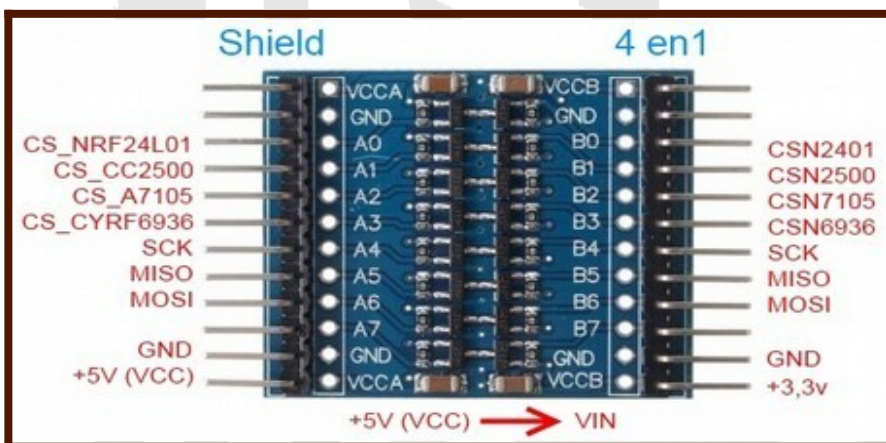 Shield 4 en1
VCCA VCCB
GND GND
CS_NRF24L01 A0 B0 CSN2401
CS_CC2500 A1 B1 CSN2500
CS_A7105 A2 B2 CSN7105
CS_CYRF6936 A3 B3 CSN6936
SCK A4 B4 SCK
MISO A5 B5 MISO
MOSI A6 B6 MOSI
A7 B7
GND GND GND GND
+5V (VCC) VCCA VCCB +3,3v
+5V (VCC) VIN